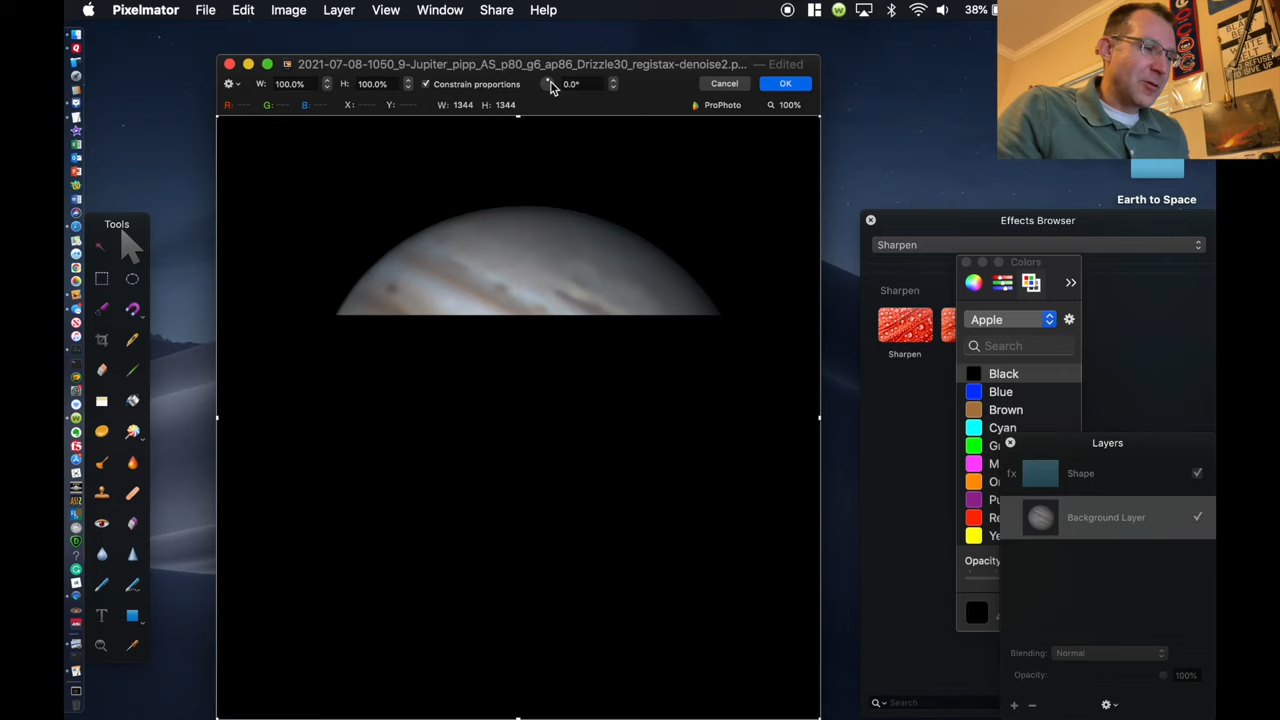 Pixelmator File Edit Image Layer View Window Share Help 38%
2021-07-08-1050_9-Jupiter_pipp_AS_p80_g6_ap86_Drizzle30_registax-denoise2.p... — Edited
W: 100.0% H: 100.0% Constrain proportions 0.0° Cancel OK
R: G: B: X: Y: W: 1344 H: 1344 ProPhoto 100%
Tools
T
Earth to Space
Effects Browser
Sharpen
Sharpen
Sharpen
Colors
Apple
Search
Black
Blue
Brown
Cyan
Opacity
Search
Layers
fx Shape
Background Layer
Blending: Normal
Opacity: 100%